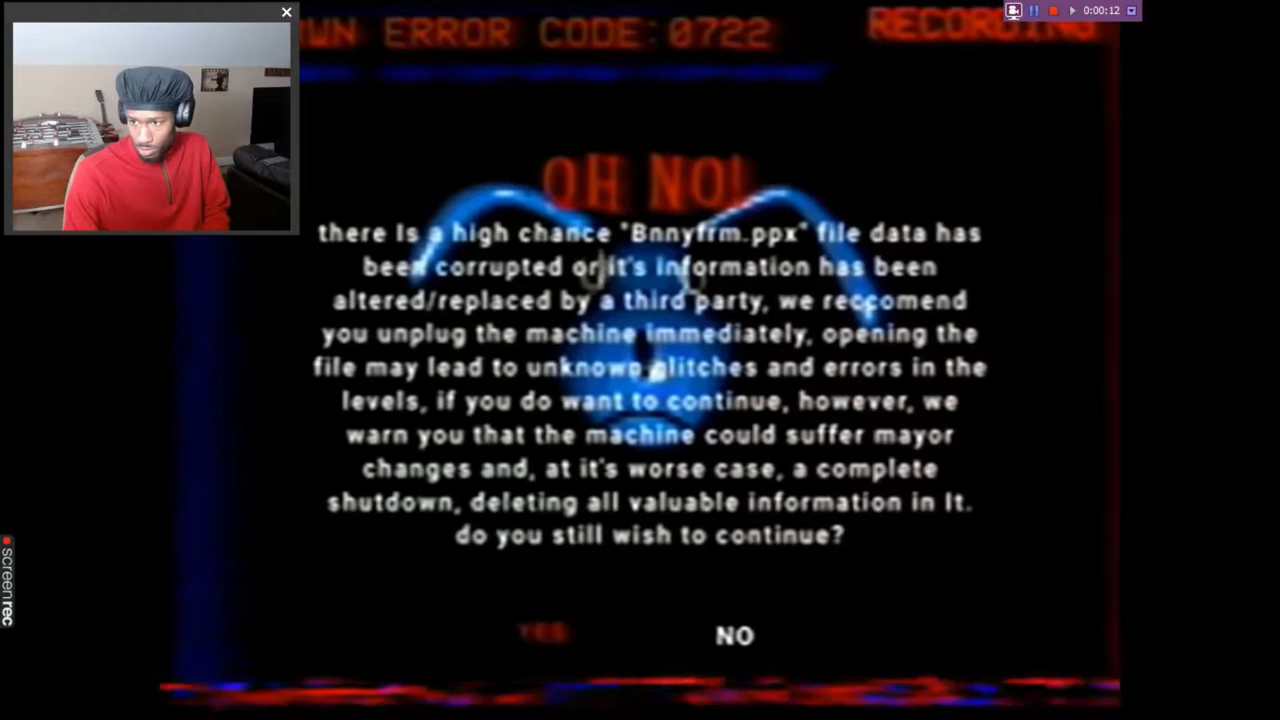 WN ERROR CODE:0722
RECORDING
0:00:12
OH NO!
there Is a high chance "Bnnyfrm.ppx" file data has
been corrupted or it's information has been
altered/replaced by a third party, we reccomend
you unplug the machine immediately, opening the
file may lead to unknown glitches and errors in the
levels, if you do want to continue, however, we
warn you that the machine could suffer mayor
changes and, at it's worse case, a complete
shutdown, deleting all valuable information in It.
do you still wish to continue?
YES NO
screenrec